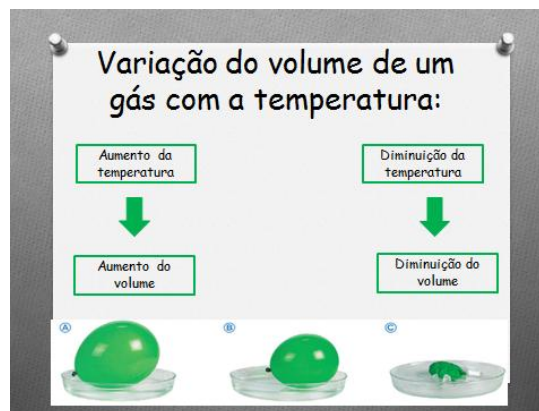 Variação do volume de um
gás com a temperatura:
Aumento da
temperatura
Diminuição da
temperatura
Aumento do
volume
Diminuição do
volume
A
B
C